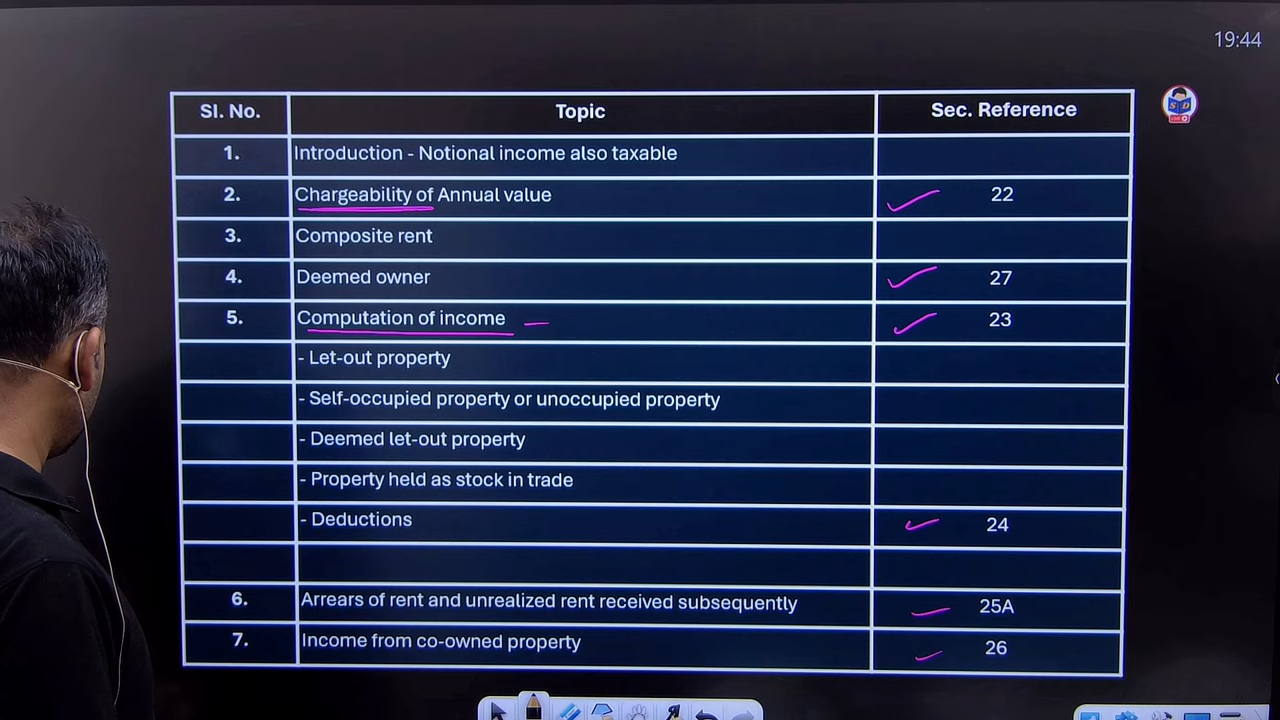 19:44
Sl. No. Topic Sec. Reference
1. Introduction - Notional income also taxable
2. Chargeability of Annual value 22
3. Composite rent
4. Deemed owner 27
5. Computation of income 23
- Let-out property
- Self-occupied property or unoccupied property
- Deemed let-out property
- Property held as stock in trade
- Deductions 24
6. Arrears of rent and unrealized rent received subsequently 25A
7. Income from co-owned property 26
S D